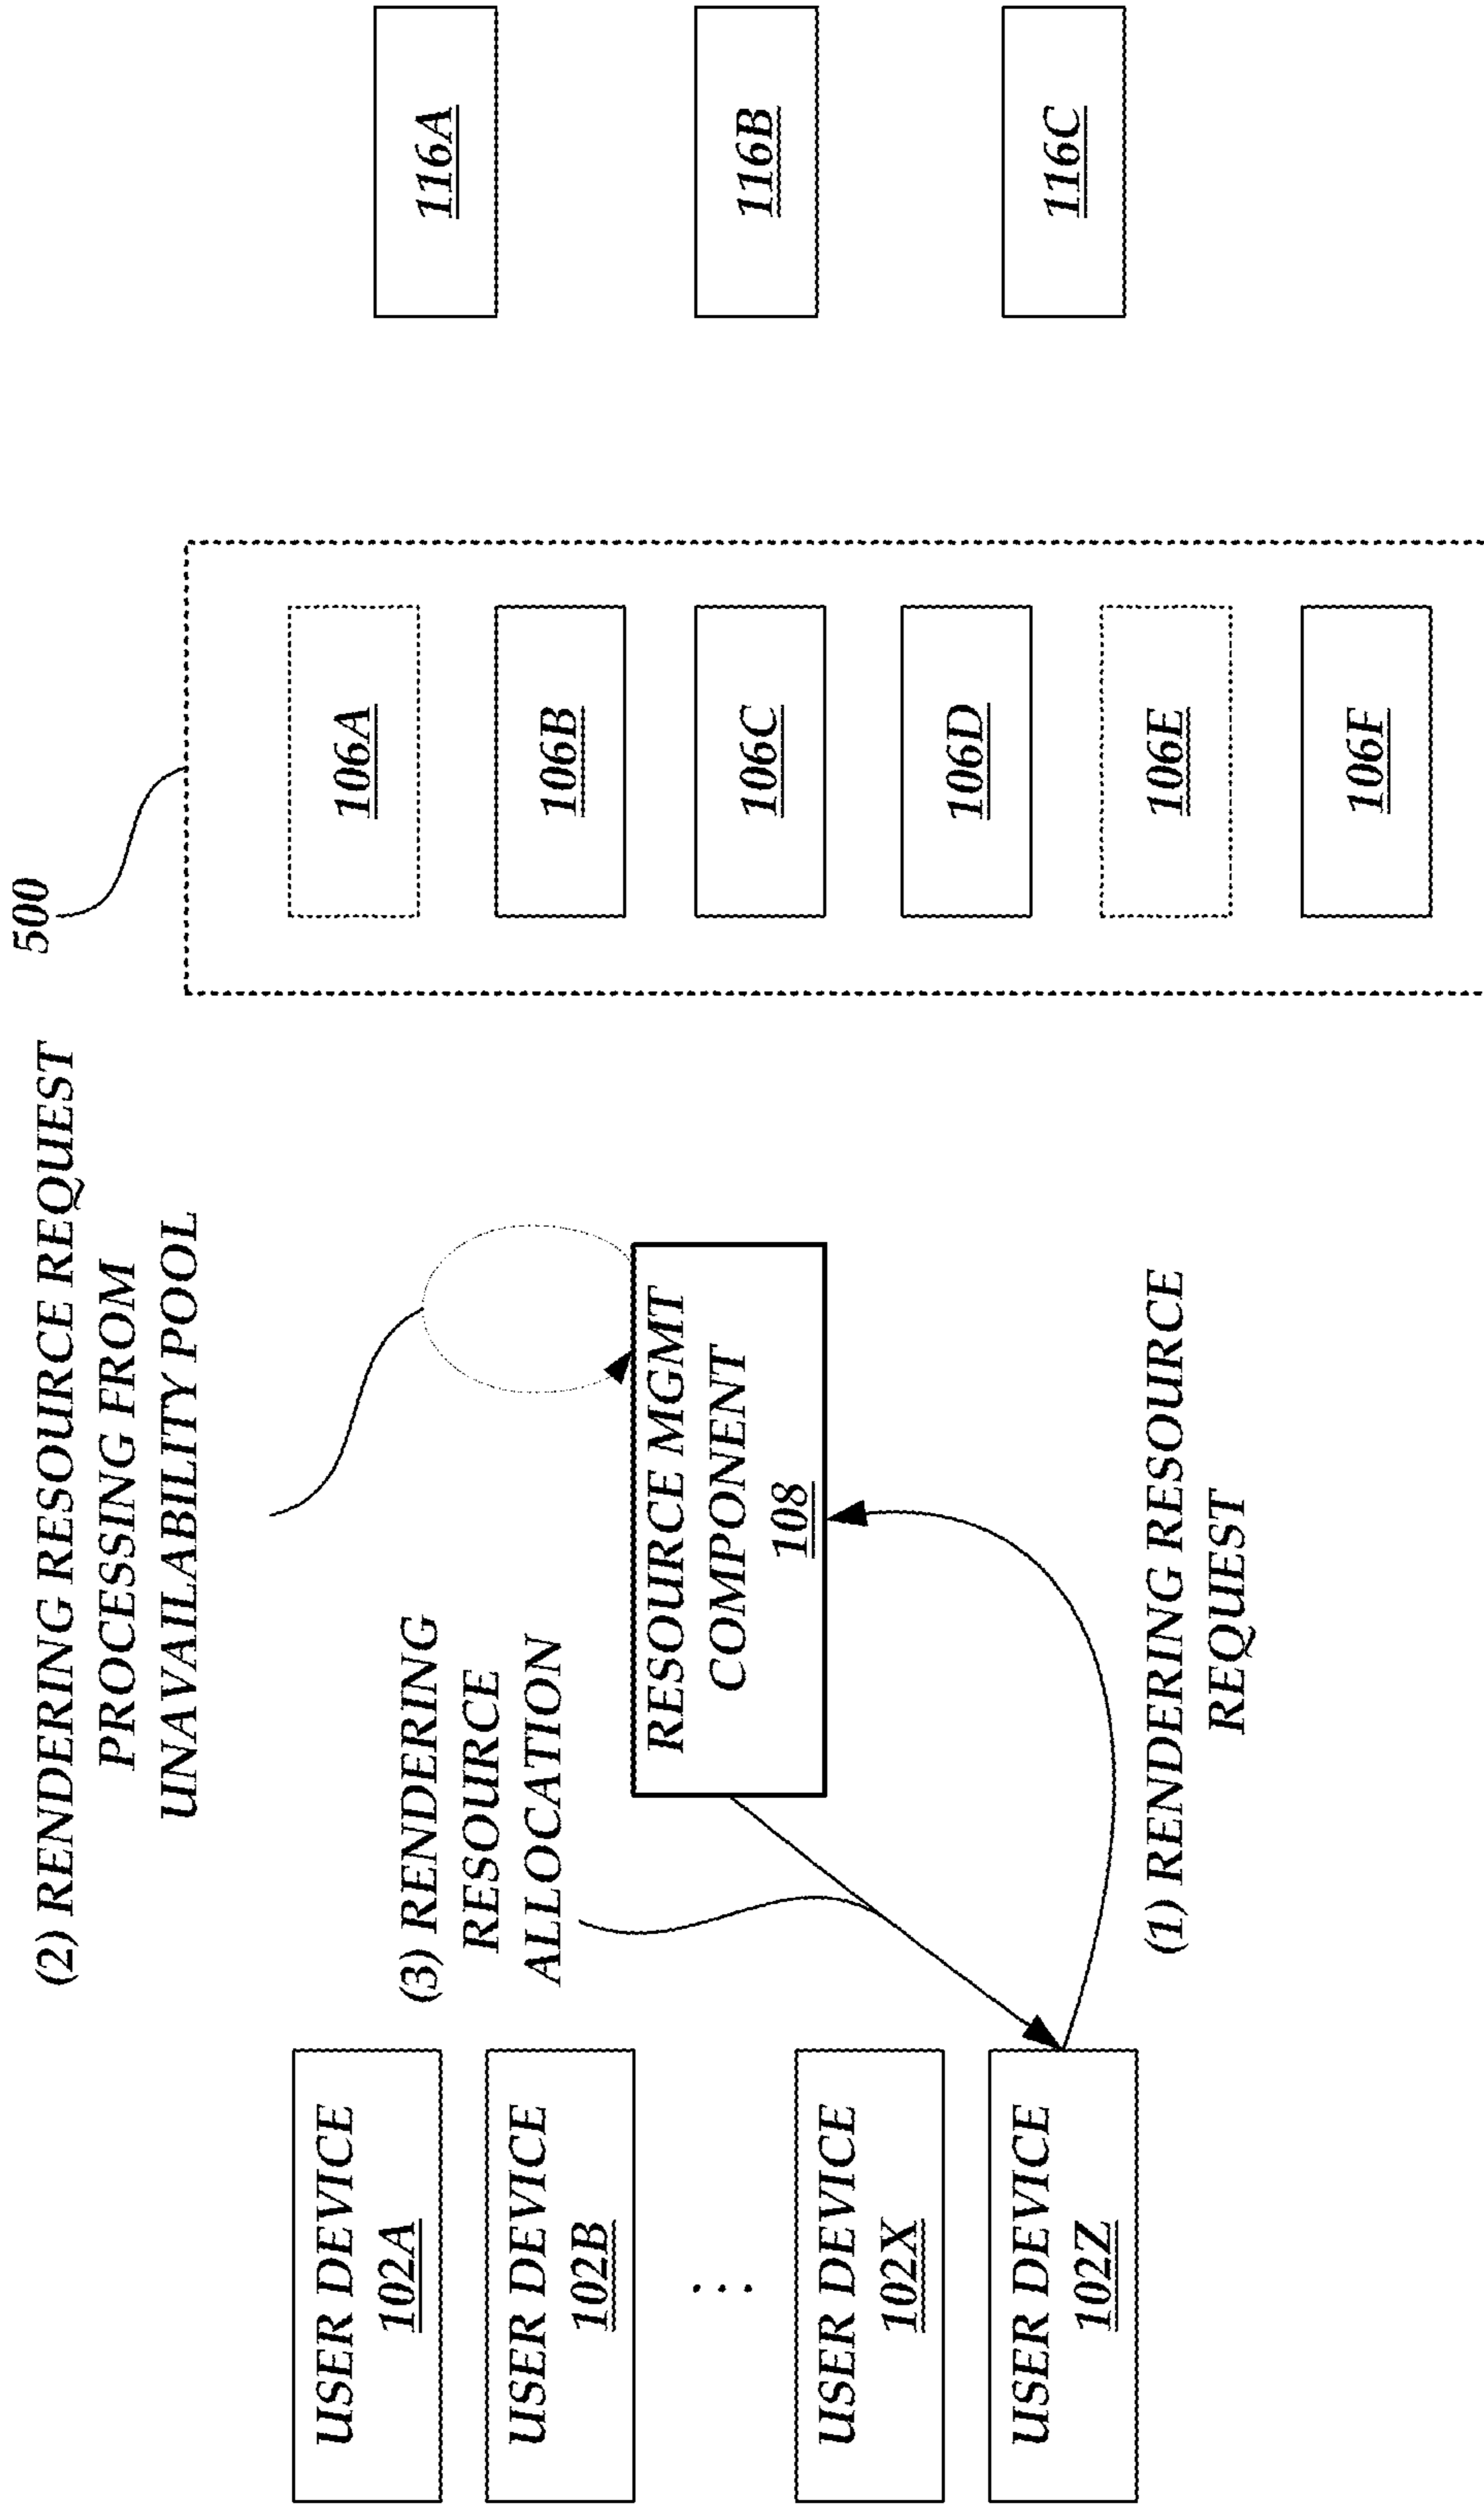 (2) RENDERING RESOURCE REQUEST
PROCESSING FROM
UNAVAILABILITY POOL
500
(3) RENDERING
RESOURCE
ALLOCATION
USER DEVICE
102A
USER DEVICE
102B
...
USER DEVICE
102X
USER DEVICE
102Z
RESOURCE MGMT
COMPONENT
108
(1) RENDERING RESOURCE
REQUEST
106A
106B
106C
106D
106E
106F
116A
116B
116C